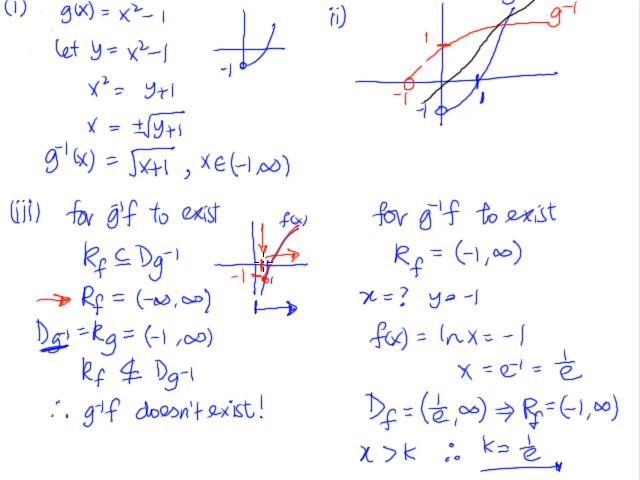 (i) g(x) = x² - 1
Let y = x² - 1
x² = y+1
x = ±√(y+1)
g⁻¹(x) = √(x+1) , x ∈ (-1, ∞)
-1
ii) g⁻¹
1
-1
1
-1
(iii) for g⁻¹f to exist
R_f ⊆ D_g⁻¹
→ R_f = (-∞, ∞)
D_g⁻¹ = R_g = (-1, ∞)
R_f ⊄ D_g⁻¹
∴ g⁻¹f doesn't exist!
f(x)
-1
for g⁻¹f to exist
R_f = (-1, ∞)
x = ? y = -1
f(x) = ln x = -1
x = e⁻¹ = 1/e
D_f = (1/e, ∞) ⇒ R_f = (-1, ∞)
x > k ∴ k = 1/e